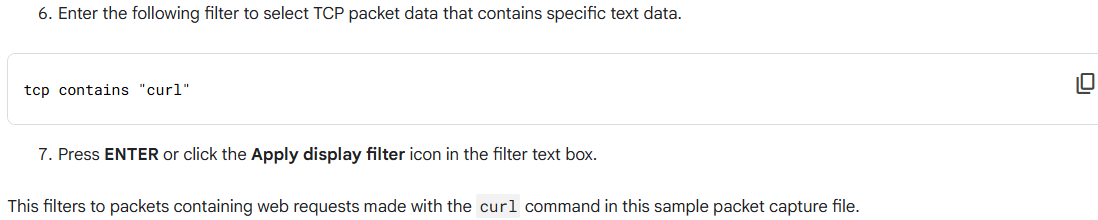 6. Enter the following filter to select TCP packet data that contains specific text data.
tcp contains "curl"
7. Press ENTER or click the Apply display filter icon in the filter text box.
This filters to packets containing web requests made with the curl command in this sample packet capture file.